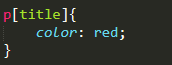 p[title]{
    color: red;
}